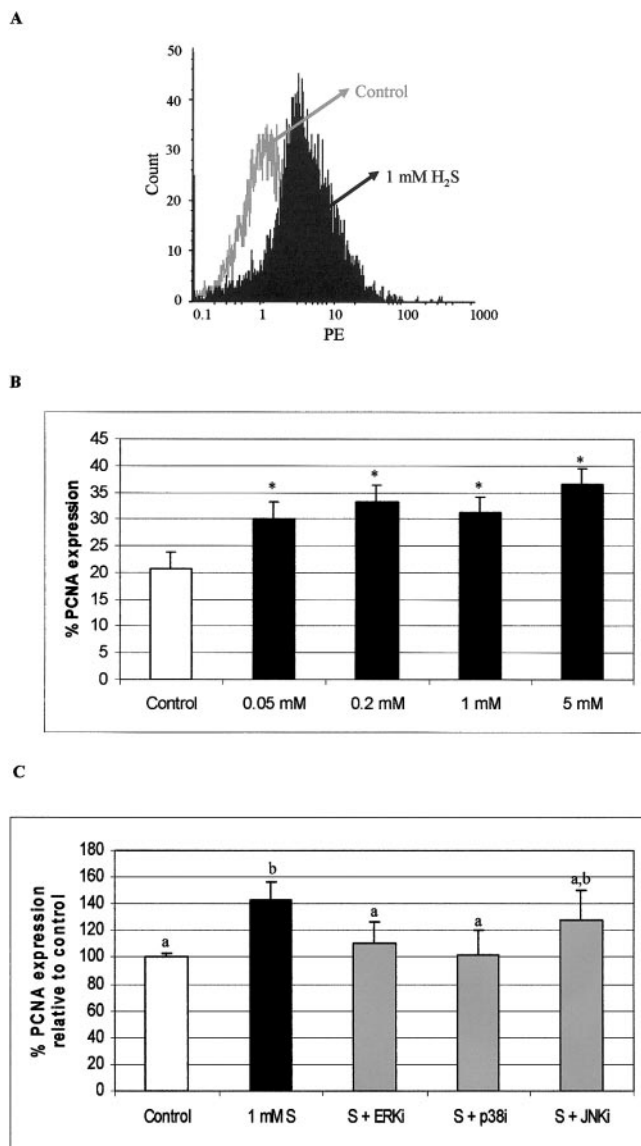 A
50
40
30
20
10
0
Count
Control
1 mM H₂S
0.1 1 10 100 1000
PE
B
% PCNA expression
45
40
35
30
25
20
15
10
5
0
* * * *
Control 0.05 mM 0.2 mM 1 mM 5 mM
C
% PCNA expression
relative to control
180
160
140
120
100
80
60
40
20
0
a b a a a,b
Control 1 mM S S + ERKi S + p38i S + JNKi